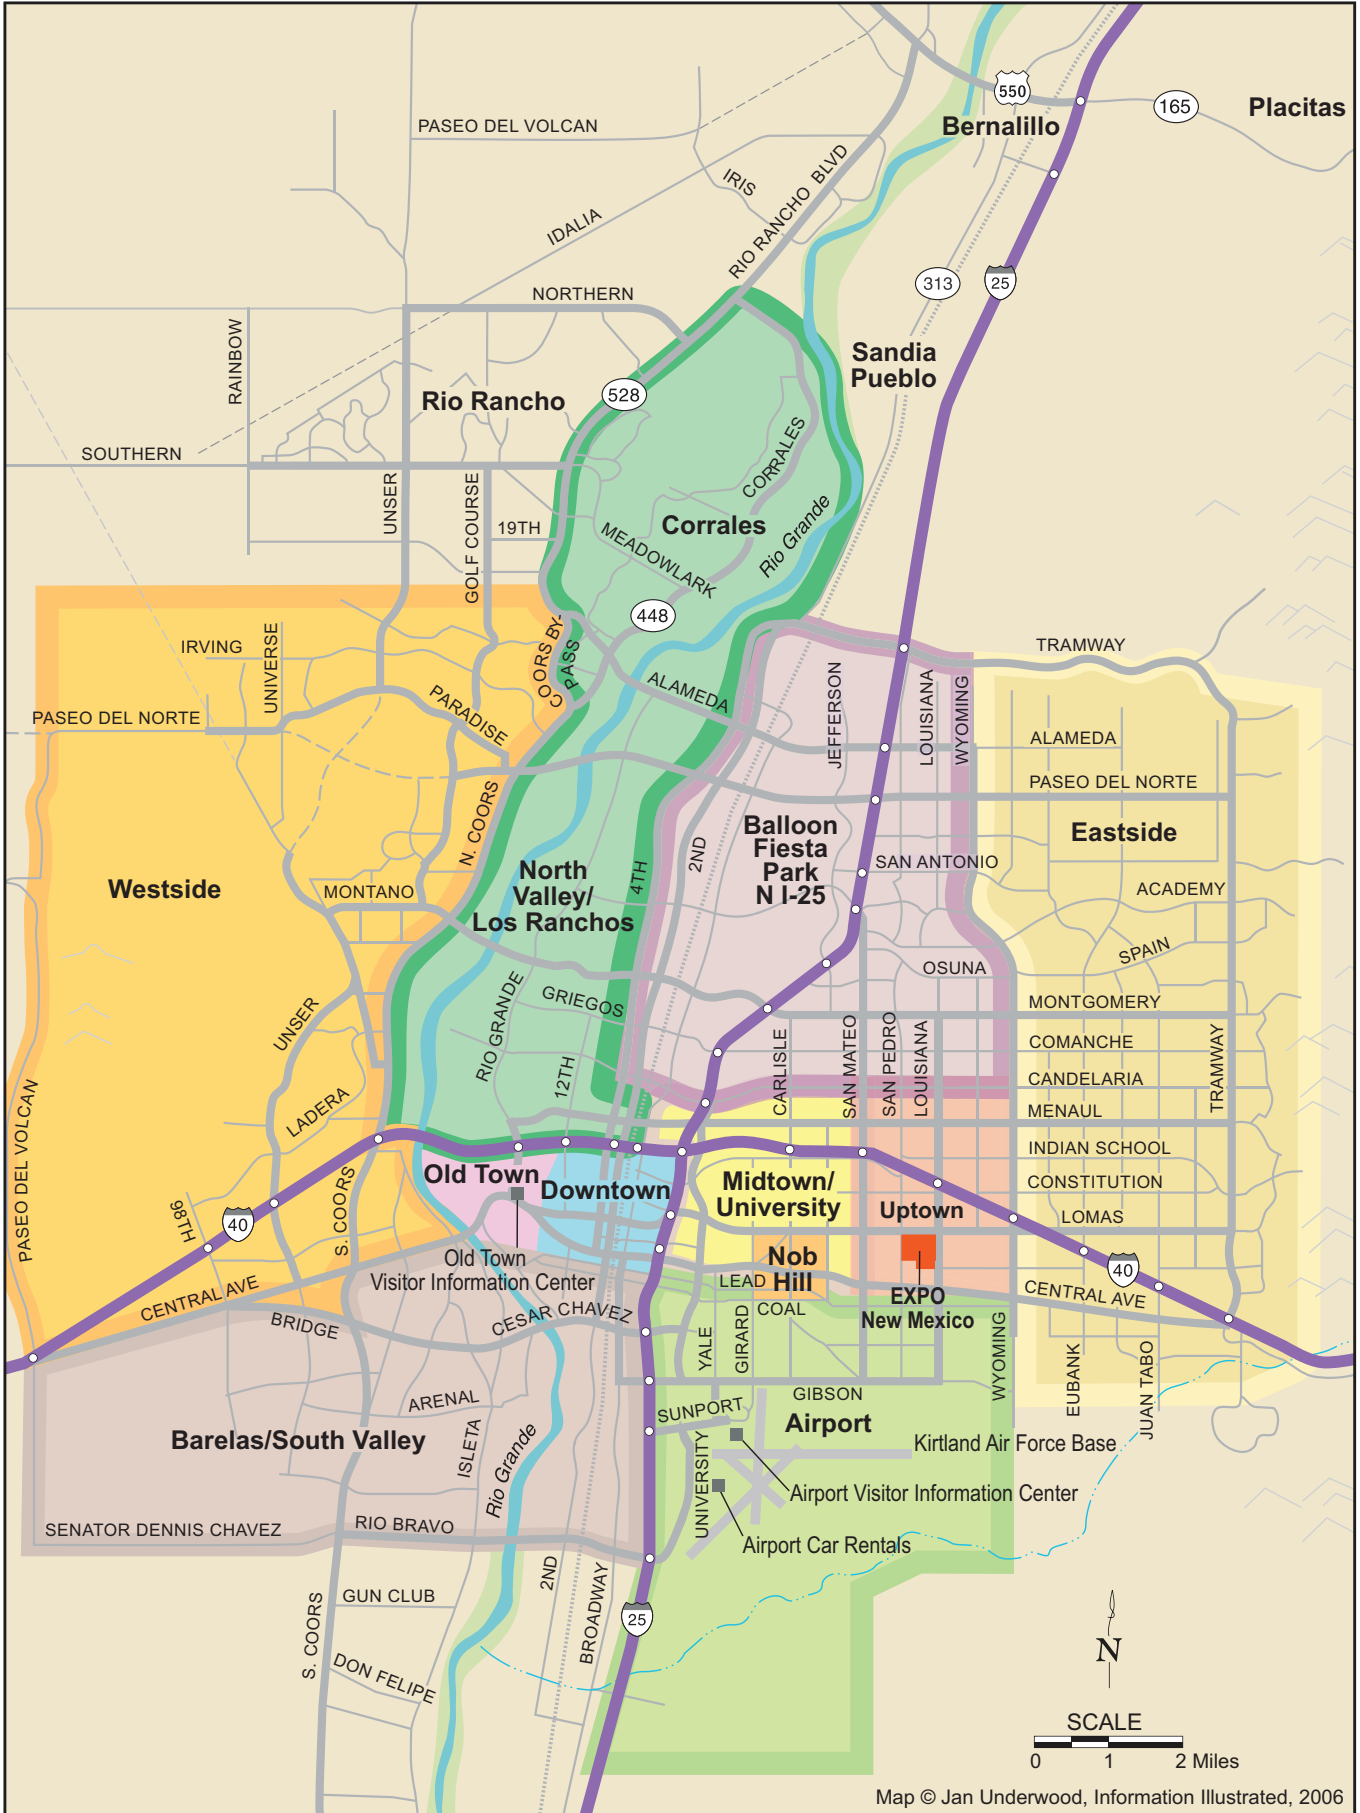 550
165
Placitas
Bernalillo
PASEO DEL VOLCAN
IRIS
RIO RANCHO BLVD
IDALIA
313
25
NORTHERN
RAINBOW
Sandia
Pueblo
528
Rio Rancho
CORRALES
SOUTHERN
UNSER
GOLF COURSE
19TH
Corrales
Rio Grande
MEADOWLARK
448
COORS BY-
PASS
IRVING
UNIVERSE
TRAMWAY
ALAMEDA
JEFFERSON
LOUISIANA
WYOMING
PARADISE
PASEO DEL NORTE
ALAMEDA
PASEO DEL NORTE
N. COORS
Balloon
Fiesta
Park
N I-25
Eastside
2ND
4TH
SAN ANTONIO
ACADEMY
Westside
MONTANO
North
Valley/
Los Ranchos
SPAIN
OSUNA
RIO GRANDE
GRIEGOS
MONTGOMERY
UNSER
CARLISLE
SAN MATEO
SAN PEDRO
LOUISIANA
COMANCHE
TRAMWAY
12TH
CANDELARIA
LADERA
MENAUL
PASEO DEL VOLCAN
INDIAN SCHOOL
Old Town
Downtown
Midtown/
University
CONSTITUTION
98TH
40
S. COORS
Uptown
LOMAS
Old Town
Visitor Information Center
Nob
Hill
40
LEAD
EXPO
New Mexico
CENTRAL AVE
CENTRAL AVE
BRIDGE
CESAR CHAVEZ
COAL
YALE
GIRARD
WYOMING
EUBANK
JUAN TABO
ARENAL
GIBSON
SUNPORT
Airport
Barelas/South Valley
ISLETA
Rio Grande
UNIVERSITY
Kirtland Air Force Base
Airport Visitor Information Center
SENATOR DENNIS CHAVEZ
RIO BRAVO
Airport Car Rentals
2ND
BROADWAY
GUN CLUB
S. COORS
25
DON FELIPE
N
SCALE
0 1 2 Miles
Map © Jan Underwood, Information Illustrated, 2006